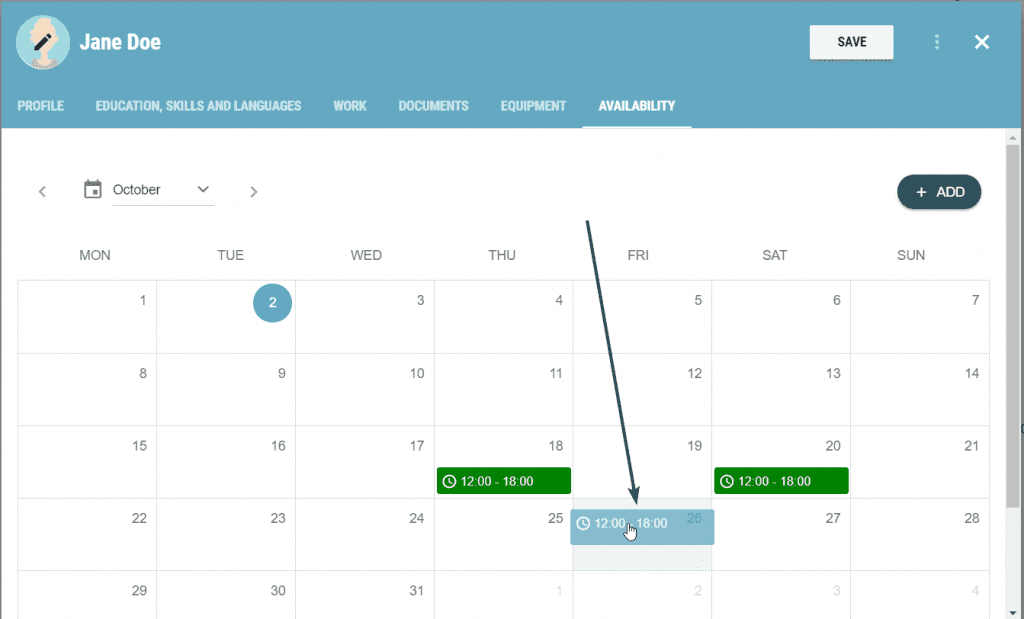 Jane Doe
SAVE
PROFILE EDUCATION, SKILLS AND LANGUAGES WORK DOCUMENTS EQUIPMENT AVAILABILITY
October
+ ADD
MON TUE WED THU FRI SAT SUN
1 2 3 4 5 6 7
8 9 10 11 12 13 14
15 16 17 18 19 20 21
12:00 - 18:00 12:00 - 18:00
22 23 24 25 26 27 28
12:00 - 18:00
29 30 31 1 2 3 4